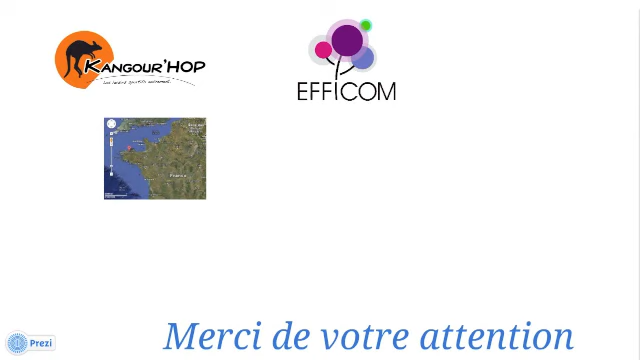 KANGOUR'HOP
EFFICOM
France
Merci de votre attention
Prezi